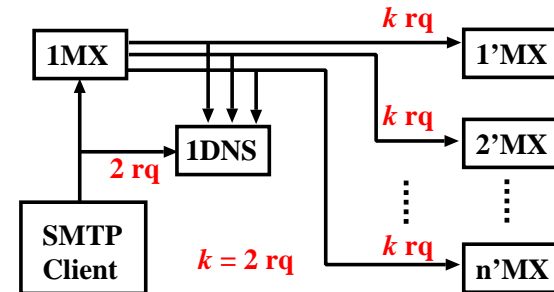 k rq
1MX
1'MX
k rq
1DNS
2'MX
2 rq
SMTP
Client
k = 2 rq
k rq
n'MX